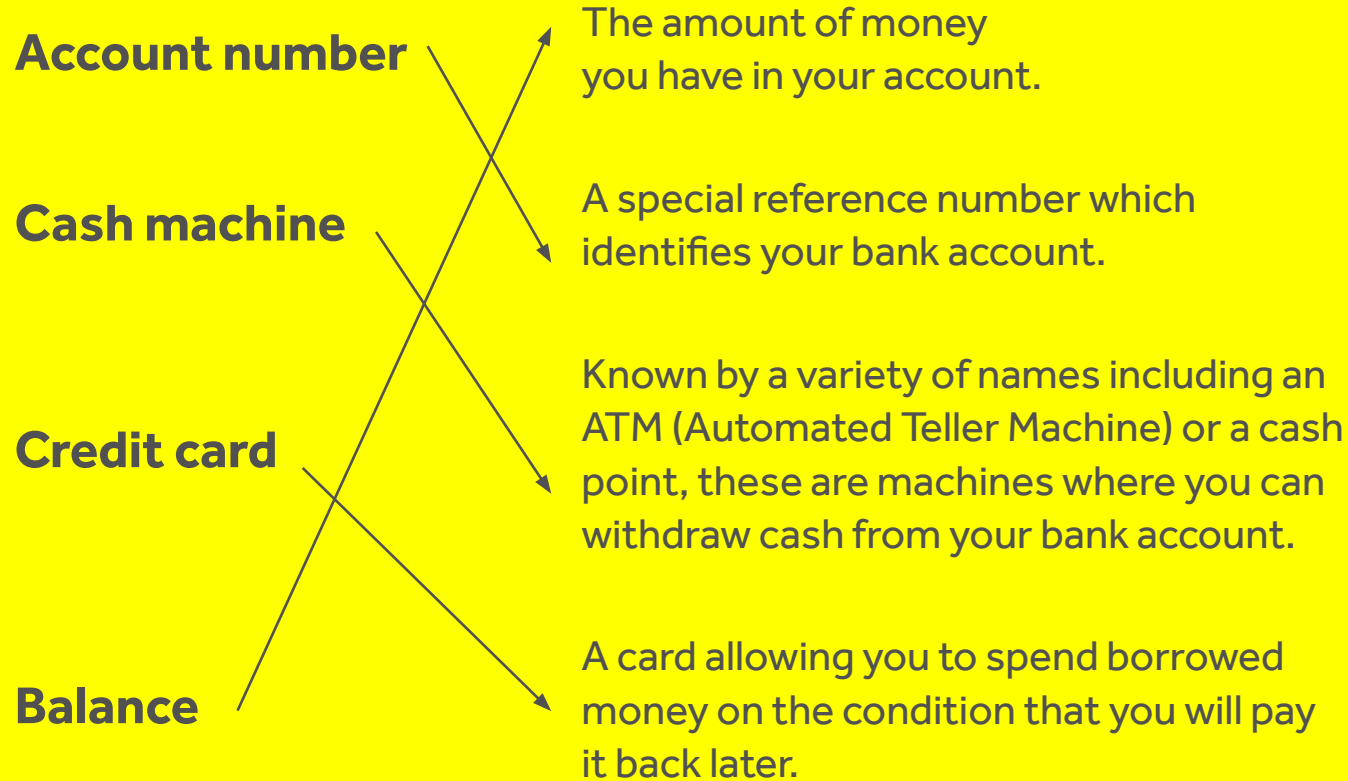 Account number
The amount of money
you have in your account.
Cash machine
A special reference number which
identifies your bank account.
Credit card
Known by a variety of names including an
ATM (Automated Teller Machine) or a cash
point, these are machines where you can
withdraw cash from your bank account.
Balance
A card allowing you to spend borrowed
money on the condition that you will pay
it back later.